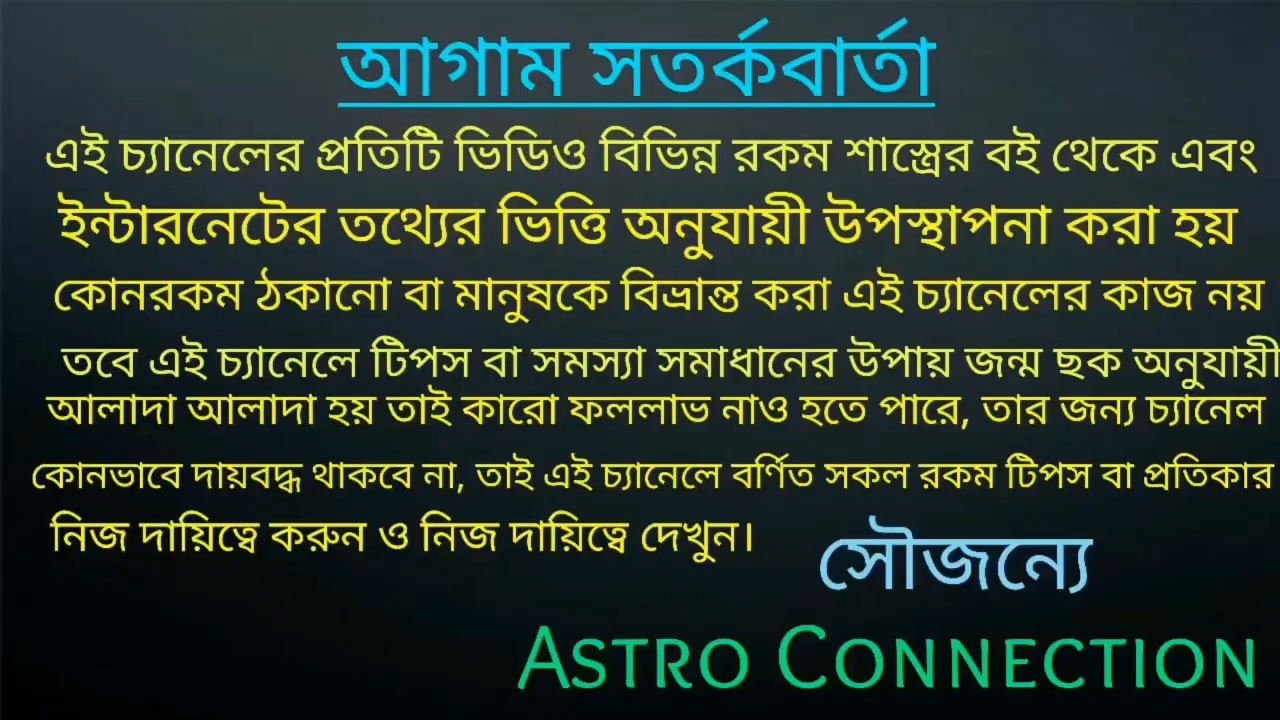 আগাম সতর্কবার্তা
এই চ্যানেলের প্রতিটি ভিডিও বিভিন্ন রকম শাস্ত্রের বই থেকে এবং
ইন্টারনেটের তথ্যের ভিত্তি অনুযায়ী উপস্থাপনা করা হয়
কোনরকম ঠকানো বা মানুষকে বিভ্রান্ত করা এই চ্যানেলের কাজ নয়
তবে এই চ্যানেলে টিপস বা সমস্যা সমাধানের উপায় জন্ম ছক অনুযায়ী
আলাদা আলাদা হয় তাই কারো ফললাভ নাও হতে পারে, তার জন্য চ্যানেল
কোনভাবে দায়বদ্ধ থাকবে না, তাই এই চ্যানেলে বর্ণিত সকল রকম টিপস বা প্রতিকার
নিজ দায়িত্বে করুন ও নিজ দায়িত্বে দেখুন।
সৌজন্যে
ASTRO CONNECTION